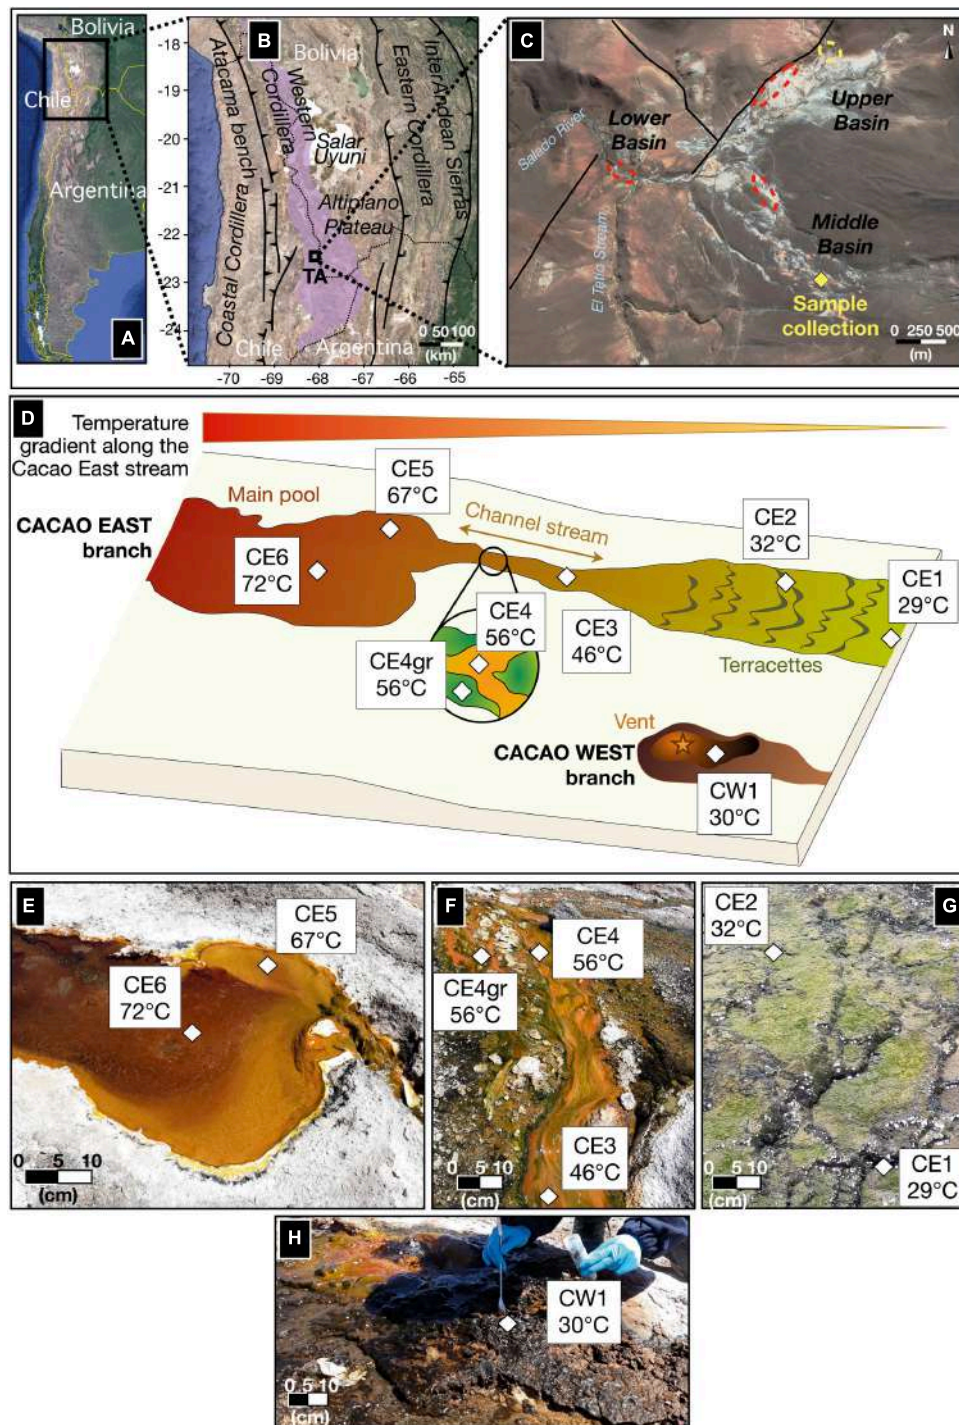 A
Bolivia
Chile
Argentina
B
-18
-19
-20
-21
-22
-23
-24
-70
-69
-68
-67
-66
-65
Bolivia
Atacama bench
Coastal Cordillera
Western
Cordillera
Salar
Uyuni
Altiplano
Plateau
Eastern Cordillera
InterAndean Sierras
TA
Chile
Argentina
0 50 100
(km)
C
N
Upper
Basin
Lower
Basin
Salado River
Middle
Basin
El Tatio Stream
Sample
collection
0 250 500
(m)
D
Temperature
gradient along the
Cacao East stream
CE5
67°C
Main pool
Channel stream
CACAO EAST
branch
CE6
72°C
CE2
32°C
CE1
29°C
CE4
56°C
CE3
46°C
CE4gr
56°C
Terracettes
Vent
CACAO WEST
branch
CW1
30°C
E
CE5
67°C
CE6
72°C
0 5 10
(cm)
F
CE4
56°C
CE4gr
56°C
CE3
46°C
0 5 10
(cm)
G
CE2
32°C
CE1
29°C
0 5 10
(cm)
H
CW1
30°C
0 5 10
(cm)